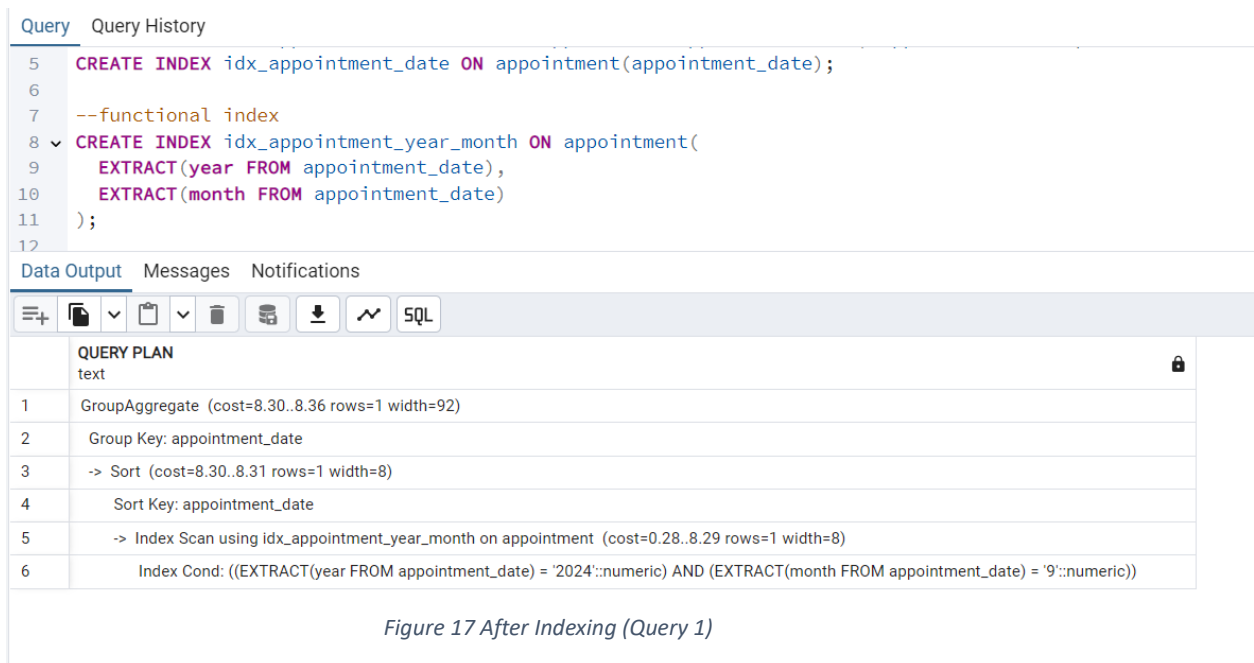 Query Query History
5 CREATE INDEX idx_appointment_date ON appointment(appointment_date);
6
7 --functional index
8 CREATE INDEX idx_appointment_year_month ON appointment(
9 EXTRACT(year FROM appointment_date),
10 EXTRACT(month FROM appointment_date)
11 );
12
Data Output Messages Notifications
SQL
QUERY PLAN
text
1 GroupAggregate (cost=8.30..8.36 rows=1 width=92)
2 Group Key: appointment_date
3 -> Sort (cost=8.30..8.31 rows=1 width=8)
4 Sort Key: appointment_date
5 -> Index Scan using idx_appointment_year_month on appointment (cost=0.28..8.29 rows=1 width=8)
6 Index Cond: ((EXTRACT(year FROM appointment_date) = '2024'::numeric) AND (EXTRACT(month FROM appointment_date) = '9'::numeric))
Figure 17 After Indexing (Query 1)